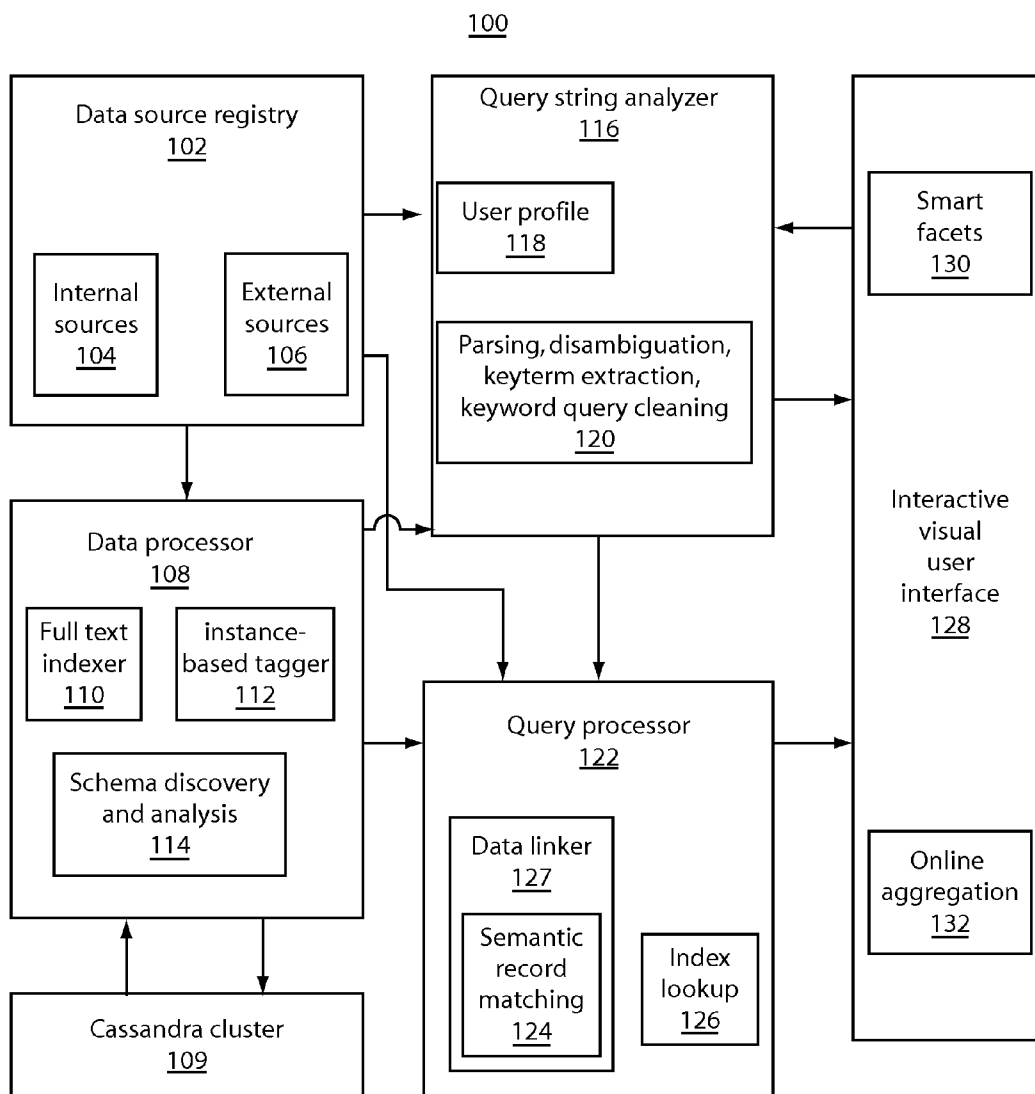 100
Data source registry
102
Internal
sources
104
External
sources
106
Query string analyzer
116
User profile
118
Parsing, disambiguation,
keyterm extraction,
keyword query cleaning
120
Smart
facets
130
Interactive
visual
user
interface
128
Online
aggregation
132
Data processor
108
Full text
indexer
110
instance-
based tagger
112
Schema discovery
and analysis
114
Query processor
122
Data linker
127
Semantic
record
matching
124
Index
lookup
126
Cassandra cluster
109